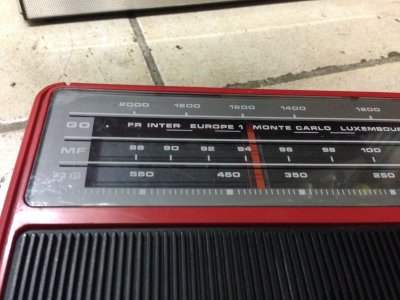 2000 1800 1600 1400 1200
GO FR INTER EUROPE 1 MONTE CARLO LUXEMBOUR
MF 88 90 92 94 96 98 100
550 450 350 250